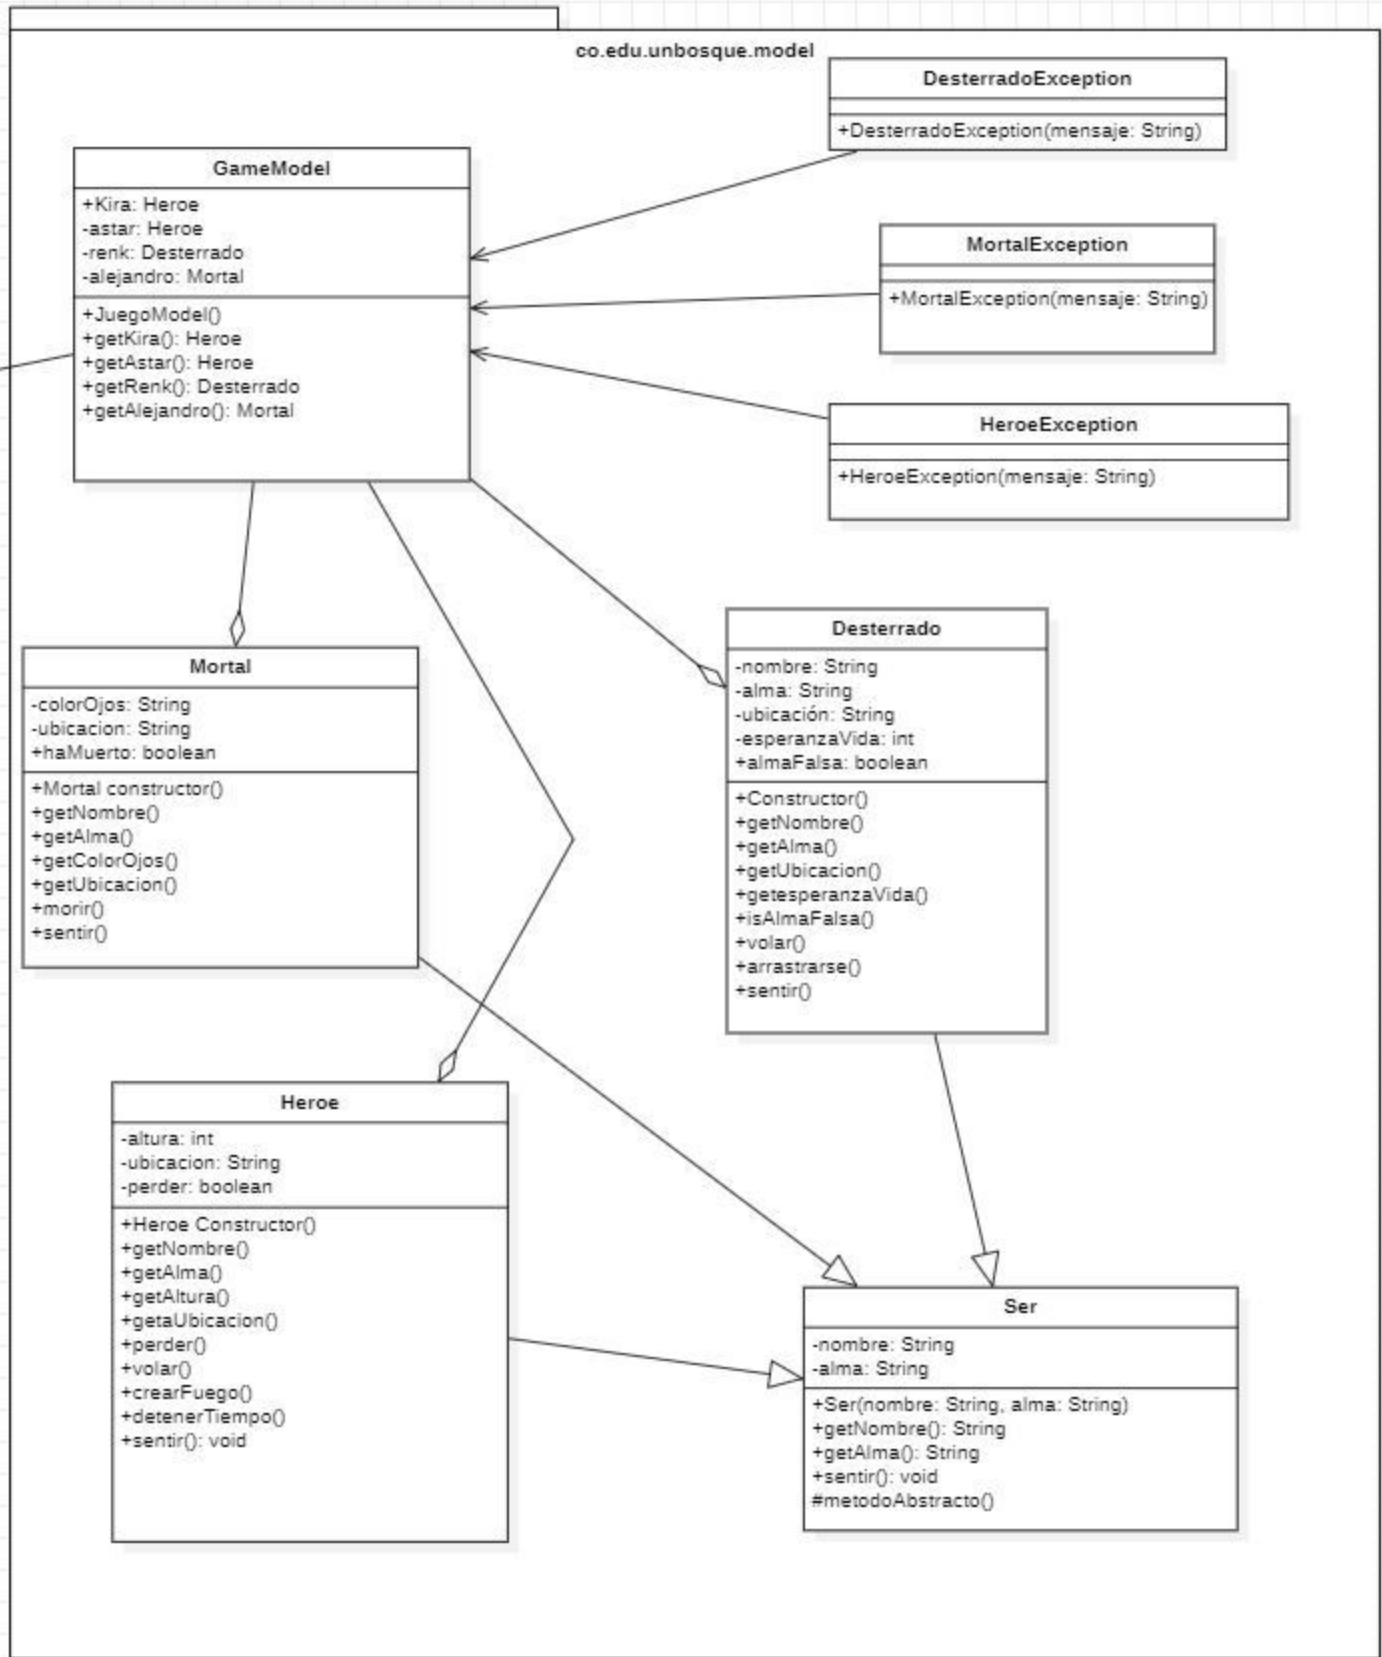 co.edu.unbosque.model
DesterradoException
+DesterradoException(mensaje: String)
GameModel
+Kira: Heroe
-astar: Heroe
-renk: Desterrado
-alejandro: Mortal
+JuegoModel()
+getKira(): Heroe
+getAstar(): Heroe
+getRenk(): Desterrado
+getAlejandro(): Mortal
MortalException
+MortalException(mensaje: String)
HeroeException
+HeroeException(mensaje: String)
Desterrado
-nombre: String
-alma: String
-ubicación: String
-esperanzaVida: int
+almaFalsa: boolean
+Constructor()
+getNombre()
+getAlma()
+getUbicacion()
+getesperanzaVida()
+isAlmaFalsa()
+volar()
+arrastrarse()
+sentir()
Mortal
-colorOjos: String
-ubicacion: String
+haMuerto: boolean
+Mortal constructor()
+getNombre()
+getAlma()
+getColorOjos()
+getUbicacion()
+morir()
+sentir()
Heroe
-altura: int
-ubicacion: String
-perder: boolean
+Heroe Constructor()
+getNombre()
+getAlma()
+getAltura()
+getaUbicacion()
+perder()
+volar()
+crearFuego()
+detenerTiempo()
+sentir(): void
Ser
-nombre: String
-alma: String
+Ser(nombre: String, alma: String)
+getNombre(): String
+getAlma(): String
+sentir(): void
#metodoAbstracto()